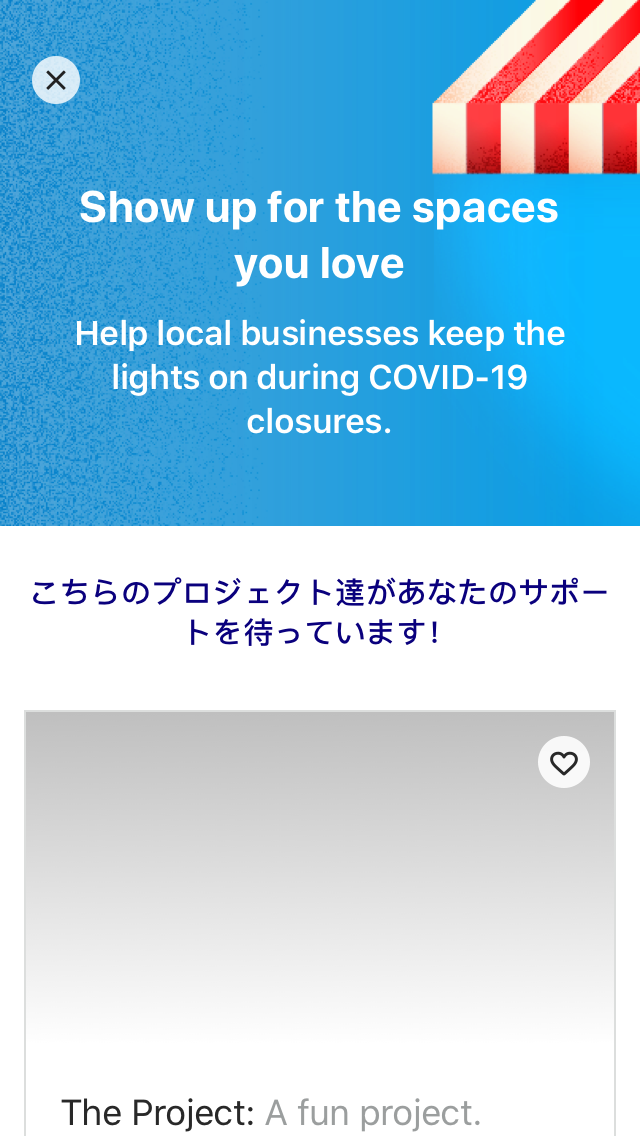 Show up for the spaces
you love
Help local businesses keep the
lights on during COVID-19
closures.
こちらのプロジェクト達があなたのサポー
トを待っています!
The Project: A fun project.